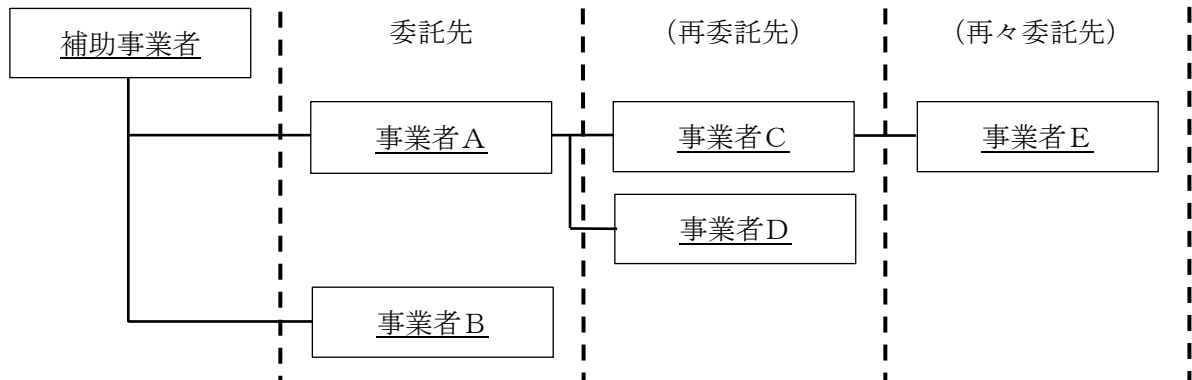 補助事業者
委託先
（再委託先）
（再々委託先）
事業者Ａ
事業者Ｃ
事業者Ｅ
事業者Ｄ
事業者Ｂ